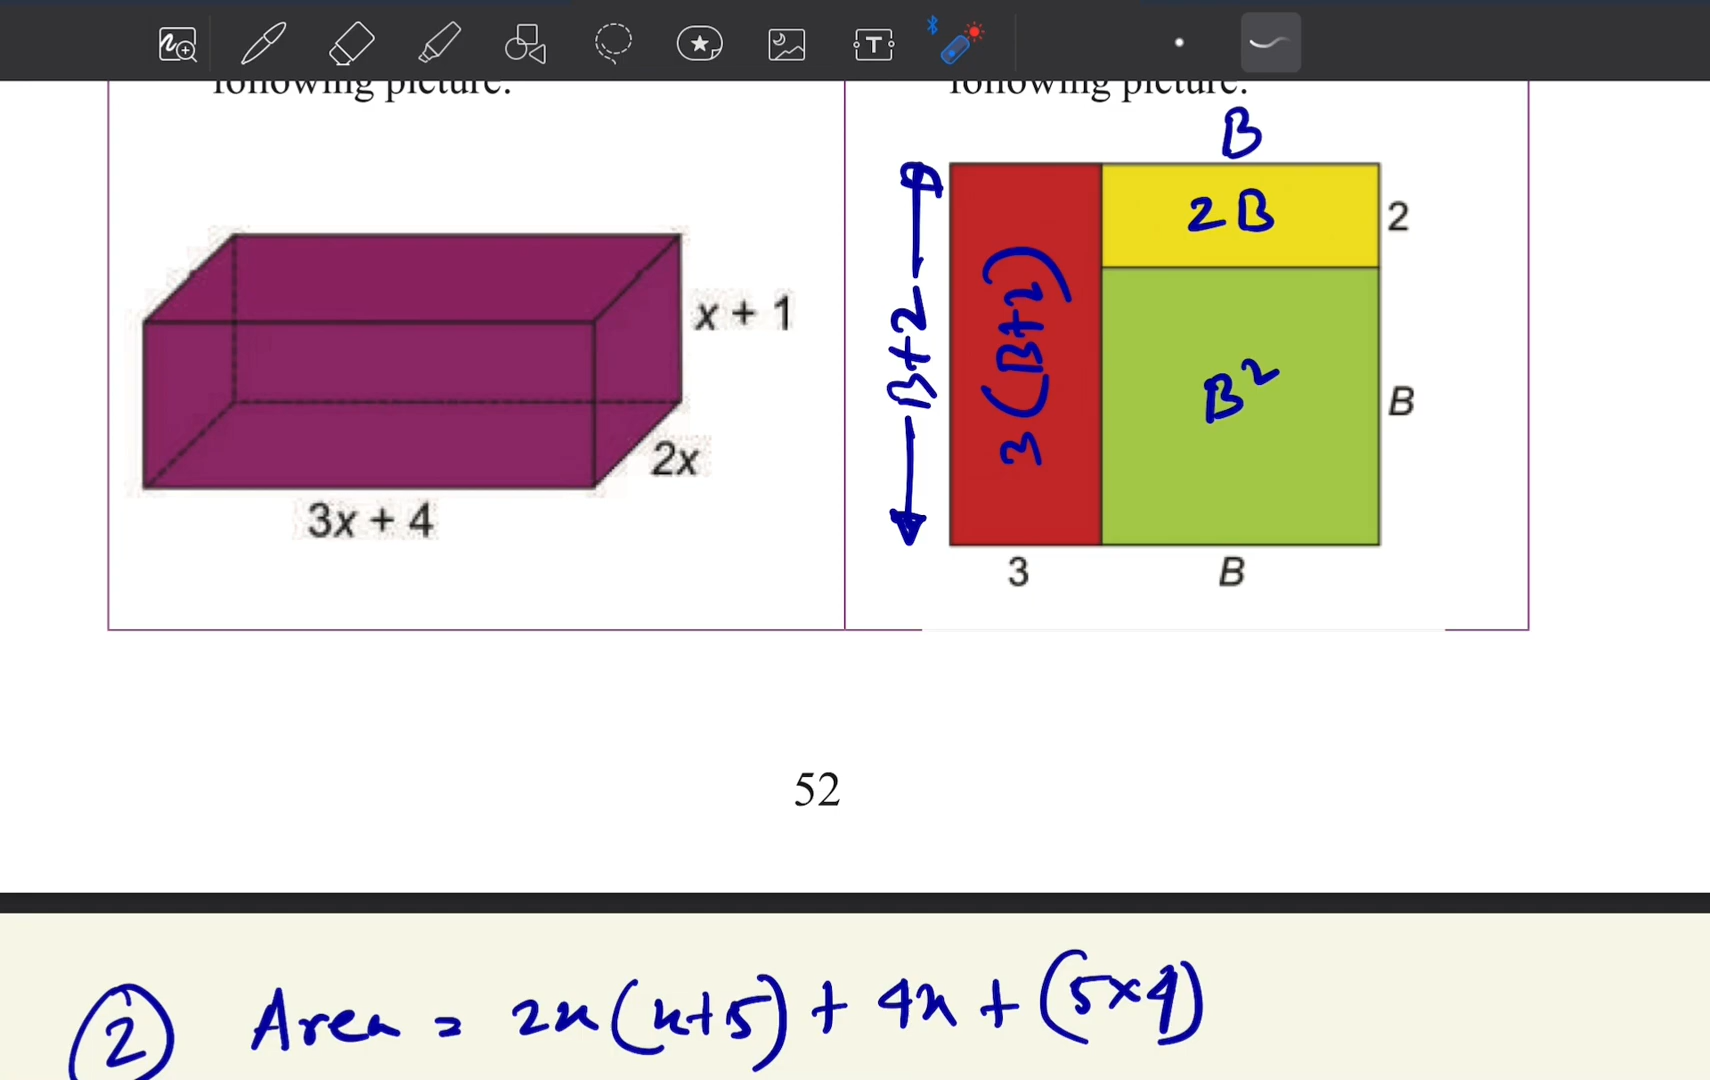 following picture.
following picture.
B
2B
2
x + 1
B+2
3(B+2)
B²
B
2x
3x + 4
3
B
52
② Area = 2x(x+5) + 4x + (5×4)